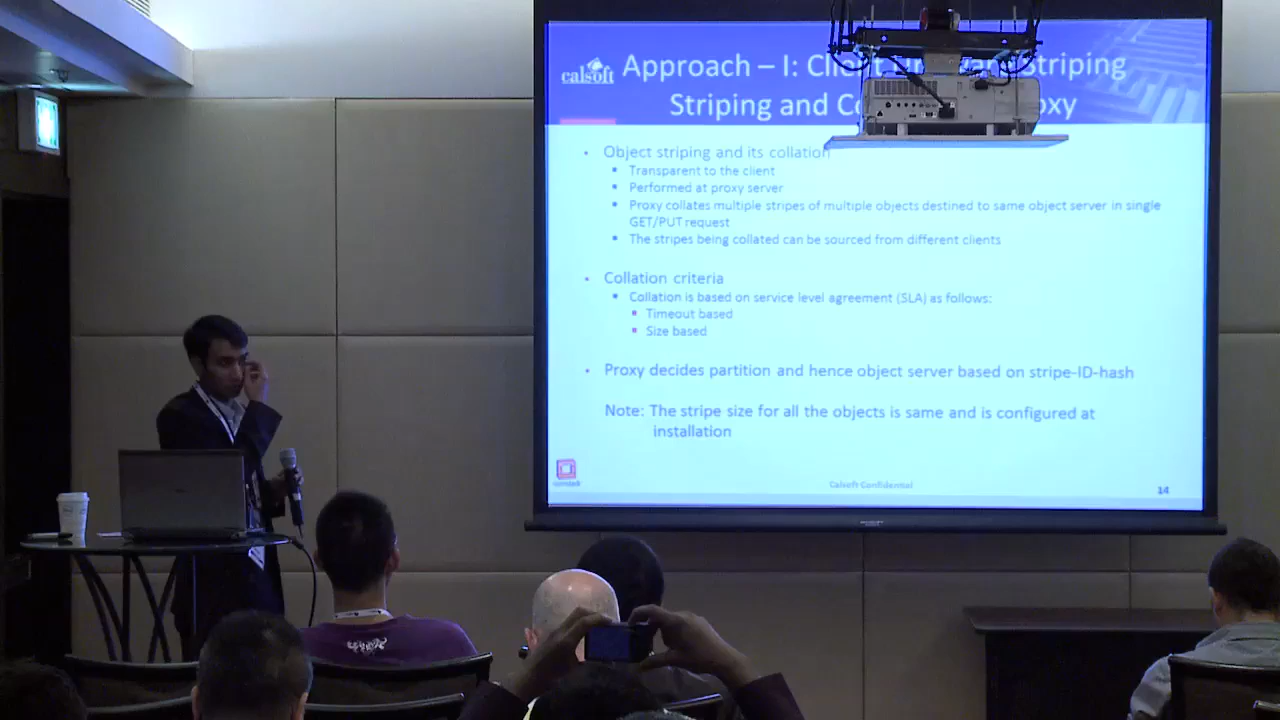 calsoft
Approach – I: Striping
Striping and
Object striping and its collation
Transparent to the client
Performed at proxy server
Proxy collates multiple stripes of multiple objects destined to same object server in single
GET/PUT request
The stripes being collated can be sourced from different clients
Collation criteria
Collation is based on service level agreement (SLA) as follows:
Timeout based
Size based
Proxy decides partition and hence object server based on stripe-ID-hash
Note: The stripe size for all the objects is same and is configured at
installation
Calsoft Confidential
14